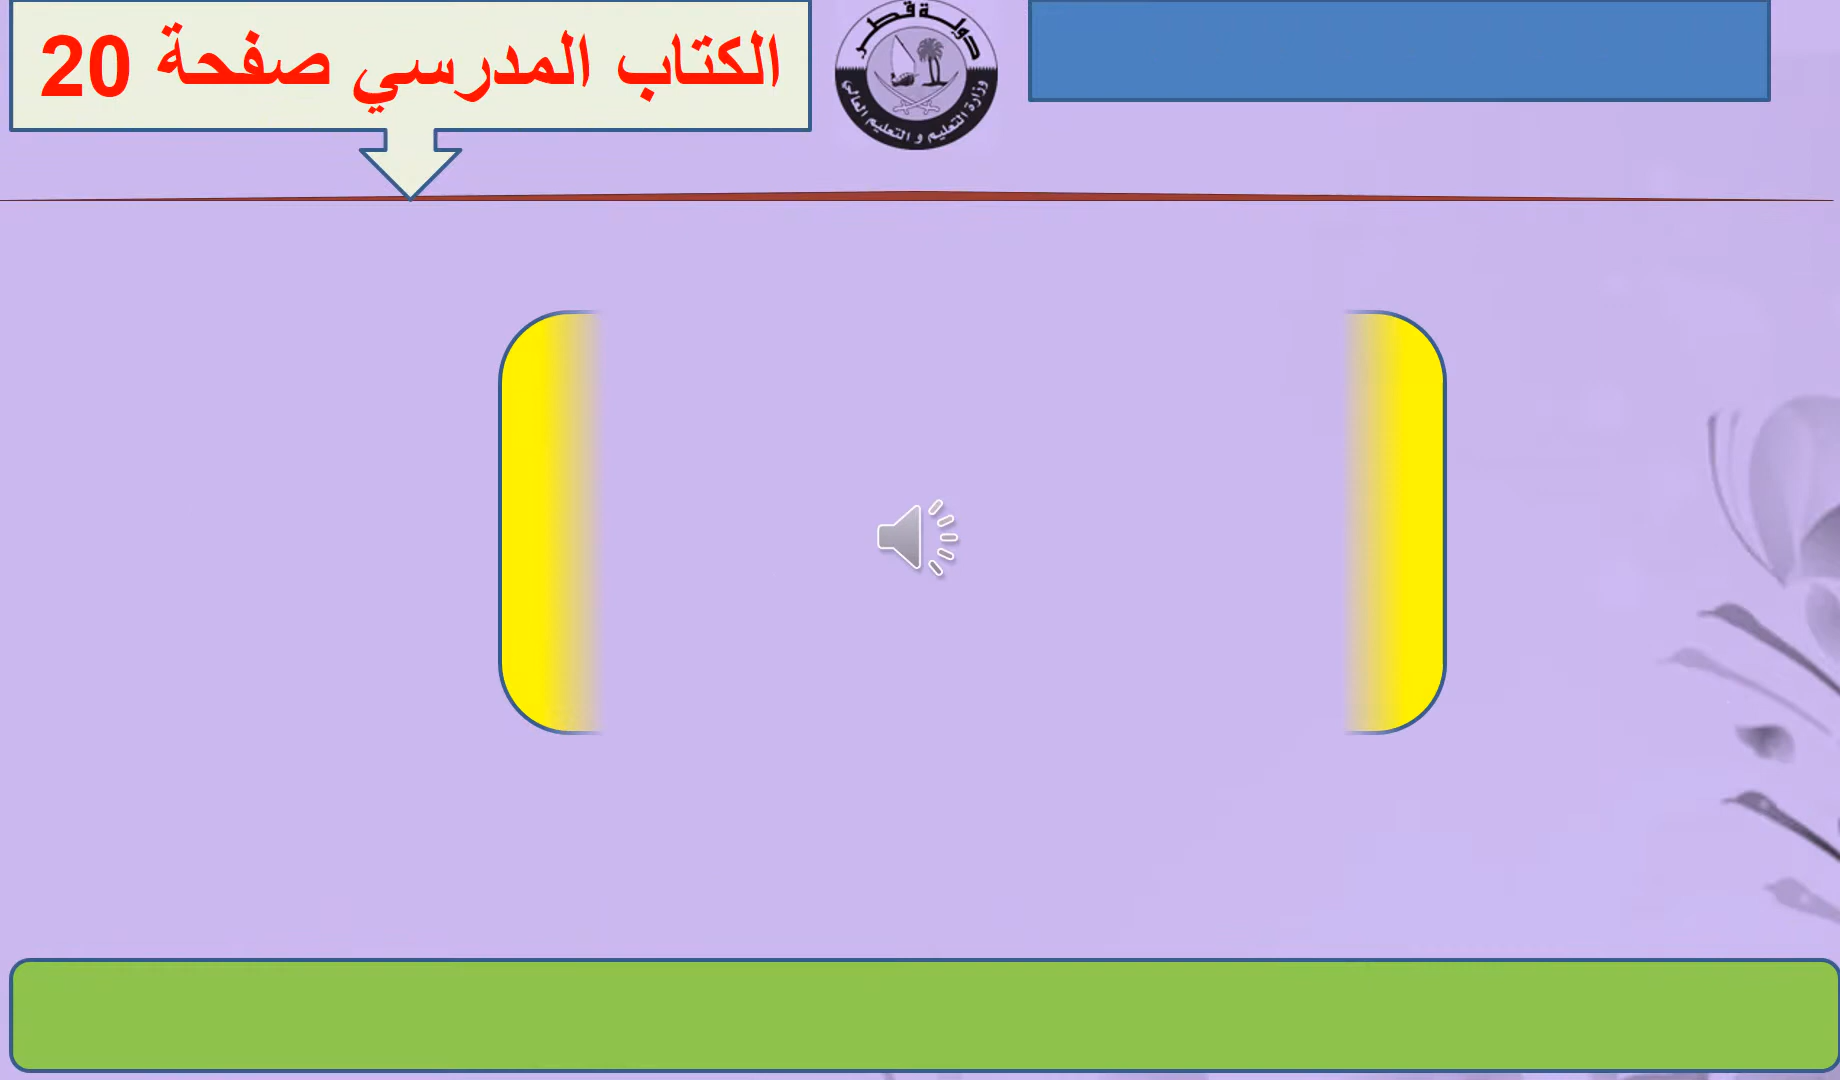 الكتاب المدرسي صفحة 20
دولة قطر
وزارة التعليم و التعليم العالي